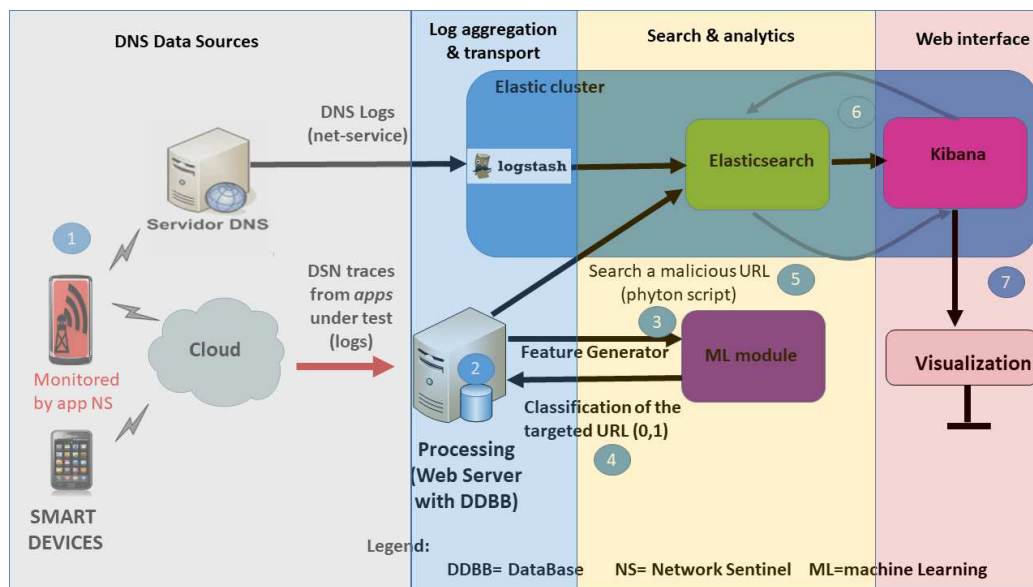 DNS Data Sources
Log aggregation
& transport
Search & analytics
Web interface
Elastic cluster
DNS Logs
(net-service)
6
logstash
Elasticsearch
Kibana
Servidor DNS
1
DSN traces
from apps
under test
(logs)
Search a malicious URL
(phyton script)
5
7
3
Cloud
Feature Generator
ML module
Visualization
2
Monitored
by app NS
Classification of the
targeted URL (0,1)
4
Processing
(Web Server
with DDBB)
SMART
DEVICES
Legend:
DDBB= DataBase NS= Network Sentinel ML=machine Learning